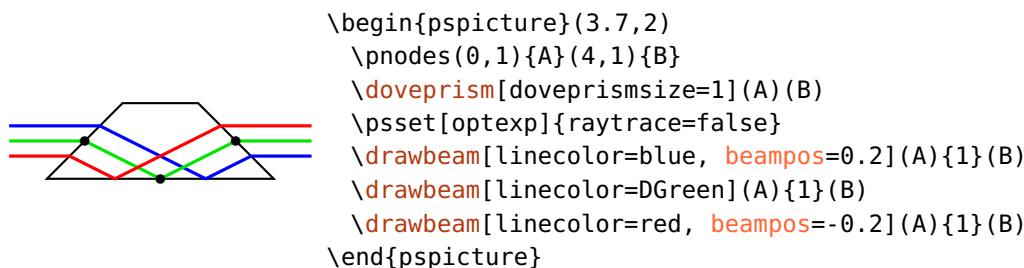 \begin{pspicture}(3.7,2)
  \pnodes(0,1){A}(4,1){B}
  \doveprism[doveprismsize=1](A)(B)
  \psset[optexp]{raytrace=false}
  \drawbeam[linecolor=blue, beampos=0.2](A){1}(B)
  \drawbeam[linecolor=DGreen](A){1}(B)
  \drawbeam[linecolor=red, beampos=-0.2](A){1}(B)
\end{pspicture}